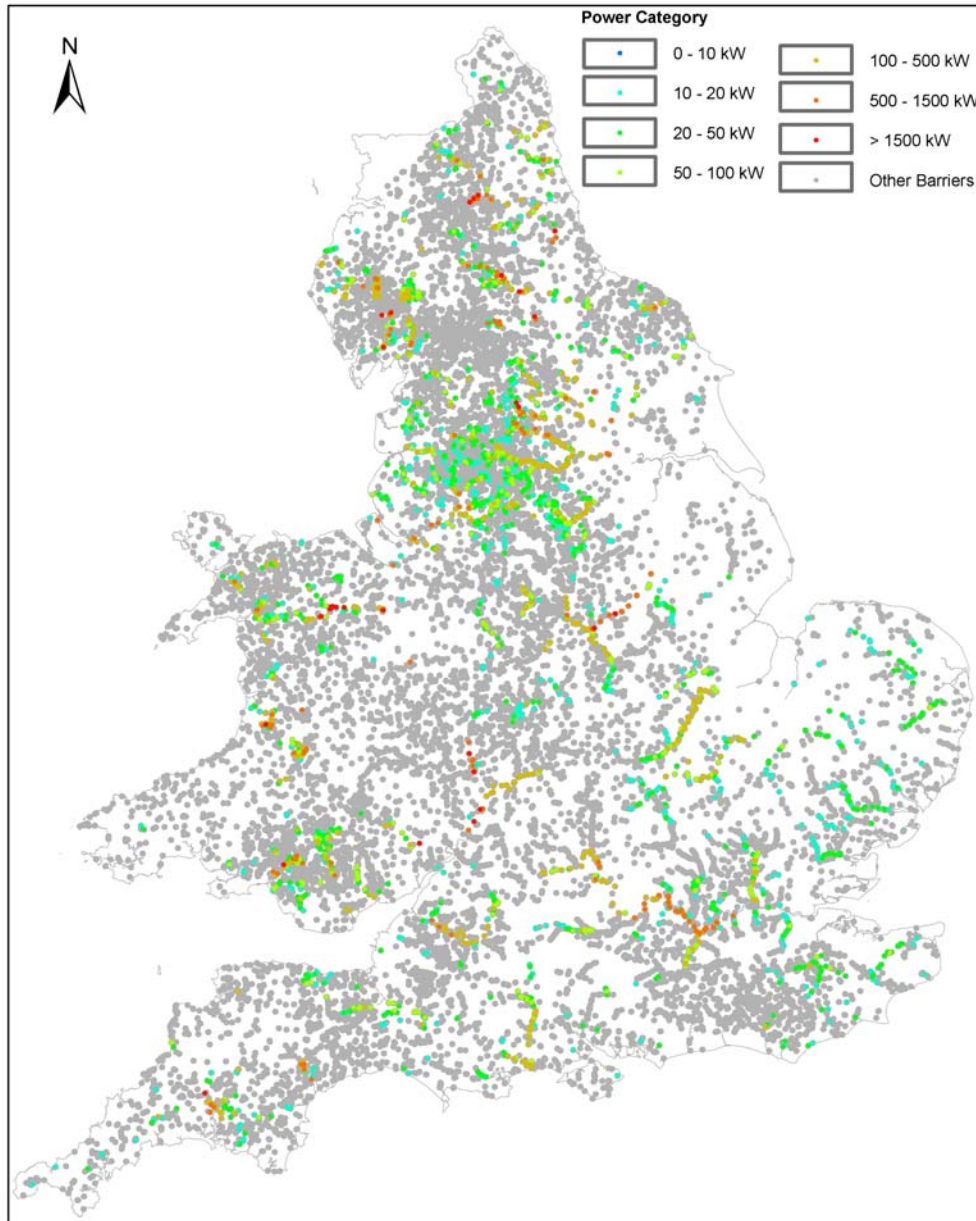 Power Category
N
0 - 10 kW
10 - 20 kW
20 - 50 kW
50 - 100 kW
100 - 500 kW
500 - 1500 kW
> 1500 kW
Other Barriers